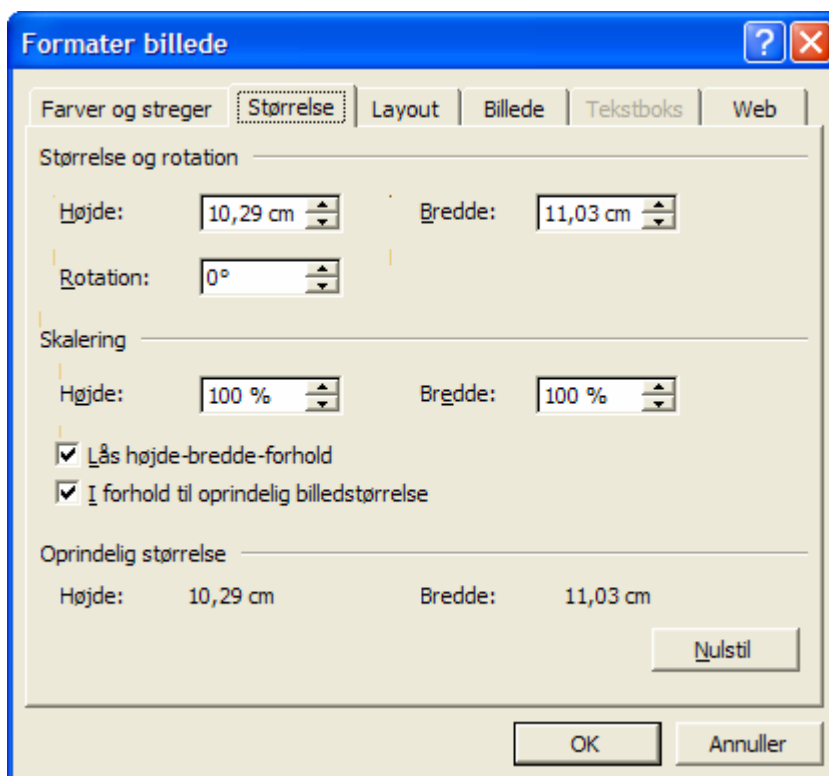 Formater billede
Farver og streger Størrelse Layout Billede Tekstboks Web
Størrelse og rotation
Højde: 10,29 cm Bredde: 11,03 cm
Rotation: 0°
Skalering
Højde: 100 % Bredde: 100 %
Lås højde-bredde-forhold
I forhold til oprindelig billedstørrelse
Oprindelig størrelse
Højde: 10,29 cm Bredde: 11,03 cm
Nulstil
OK Annuller